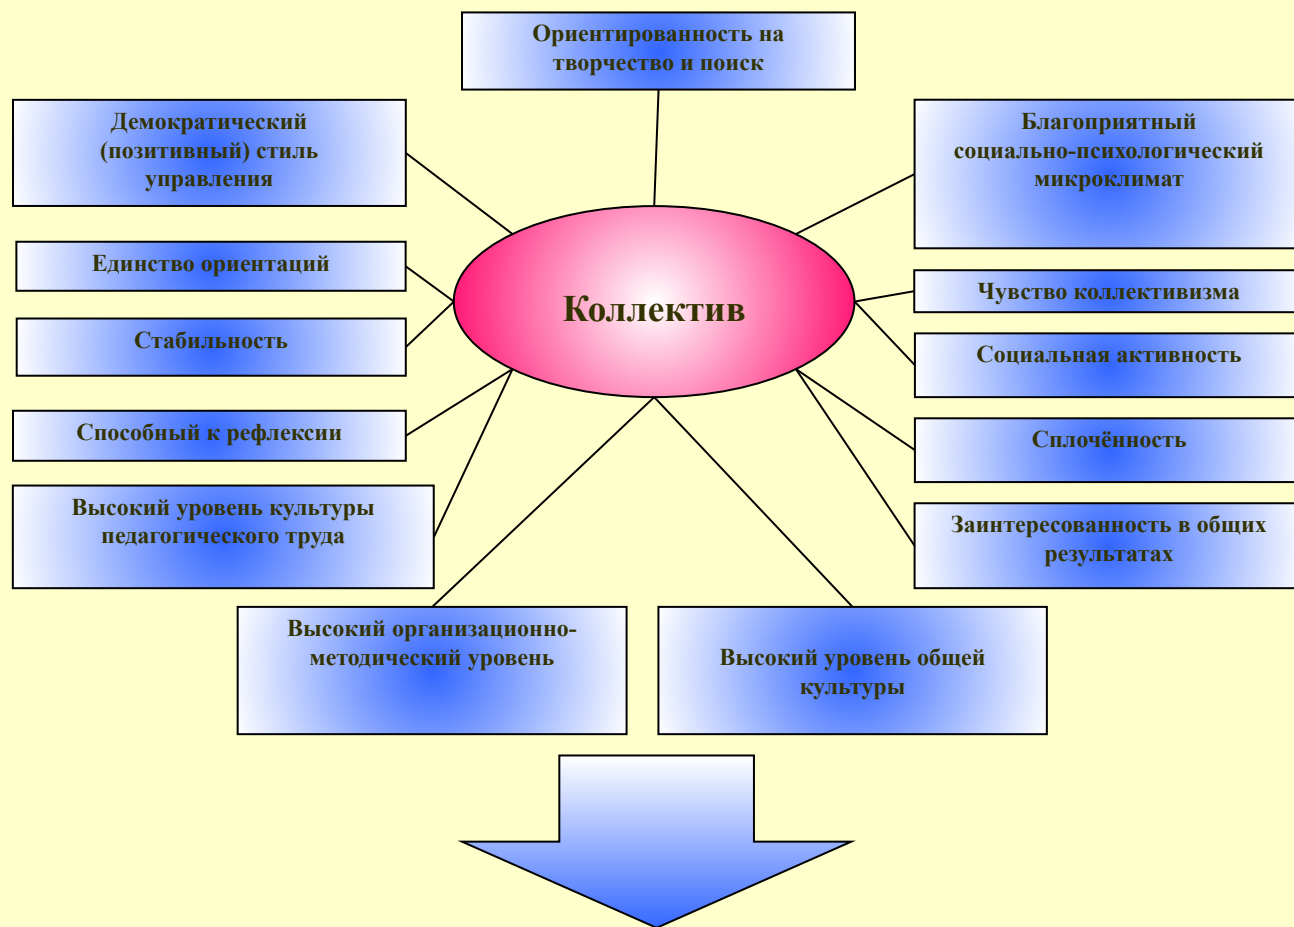 Ориентированность на
творчество и поиск
Демократический
(позитивный) стиль
управления
Благоприятный
социально-психологический
микроклимат
Единство ориентаций
Чувство коллективизма
Коллектив
Стабильность
Социальная активность
Способный к рефлексии
Сплочённость
Высокий уровень культуры
педагогического труда
Заинтересованность в общих
результатах
Высокий организационно-
методический уровень
Высокий уровень общей
культуры